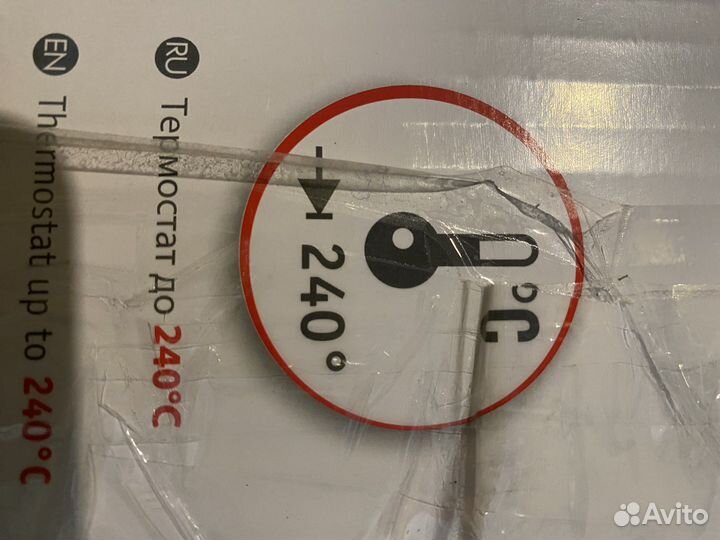 °C
240°
RU Термостат до 240°C
EN Thermostat up to 240°C
Avito